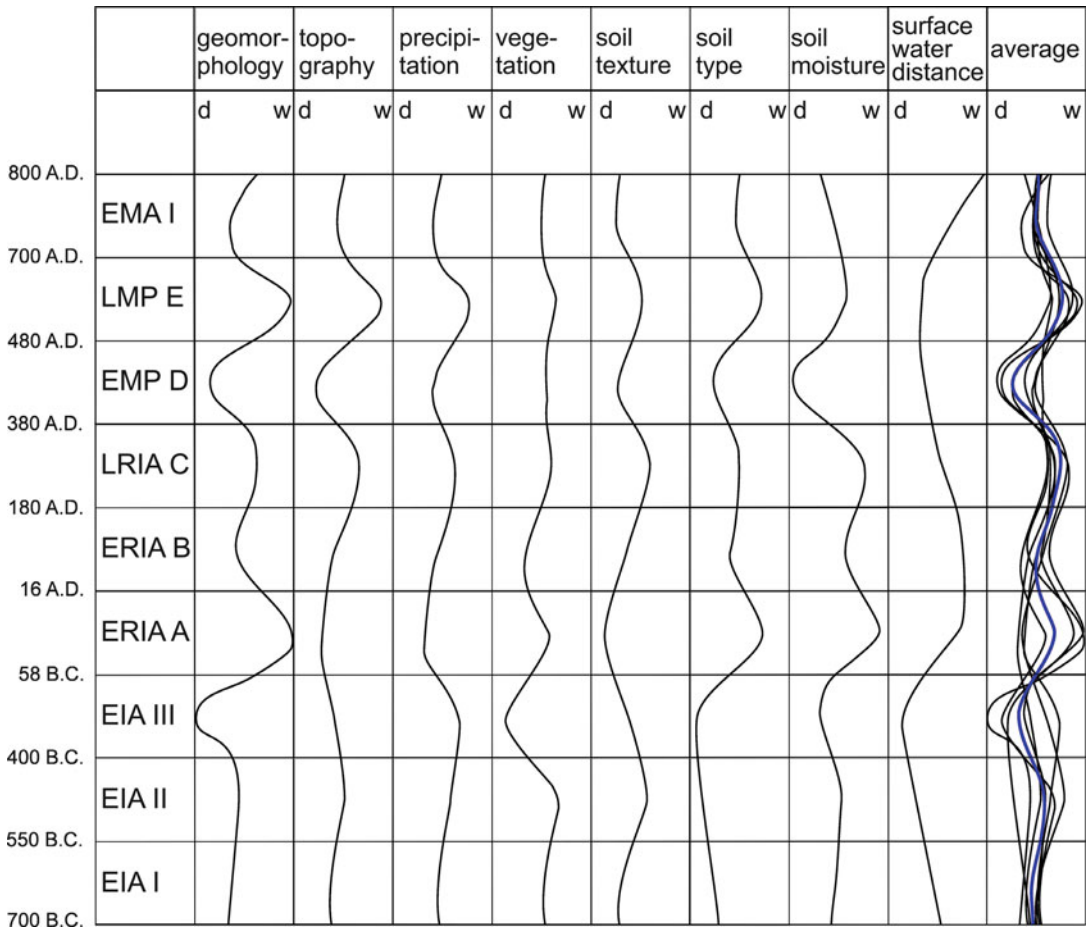 geomor-
phology
topo-
graphy
precipi-
tation
vege-
tation
soil
texture
soil
type
soil
moisture
surface
water
distance
average
d w d w d w d w d w d w d w d w d w
800 A.D.
EMA I
700 A.D.
LMP E
480 A.D.
EMP D
380 A.D.
LRIA C
180 A.D.
ERIA B
16 A.D.
ERIA A
58 B.C.
EIA III
400 B.C.
EIA II
550 B.C.
EIA I
700 B.C.